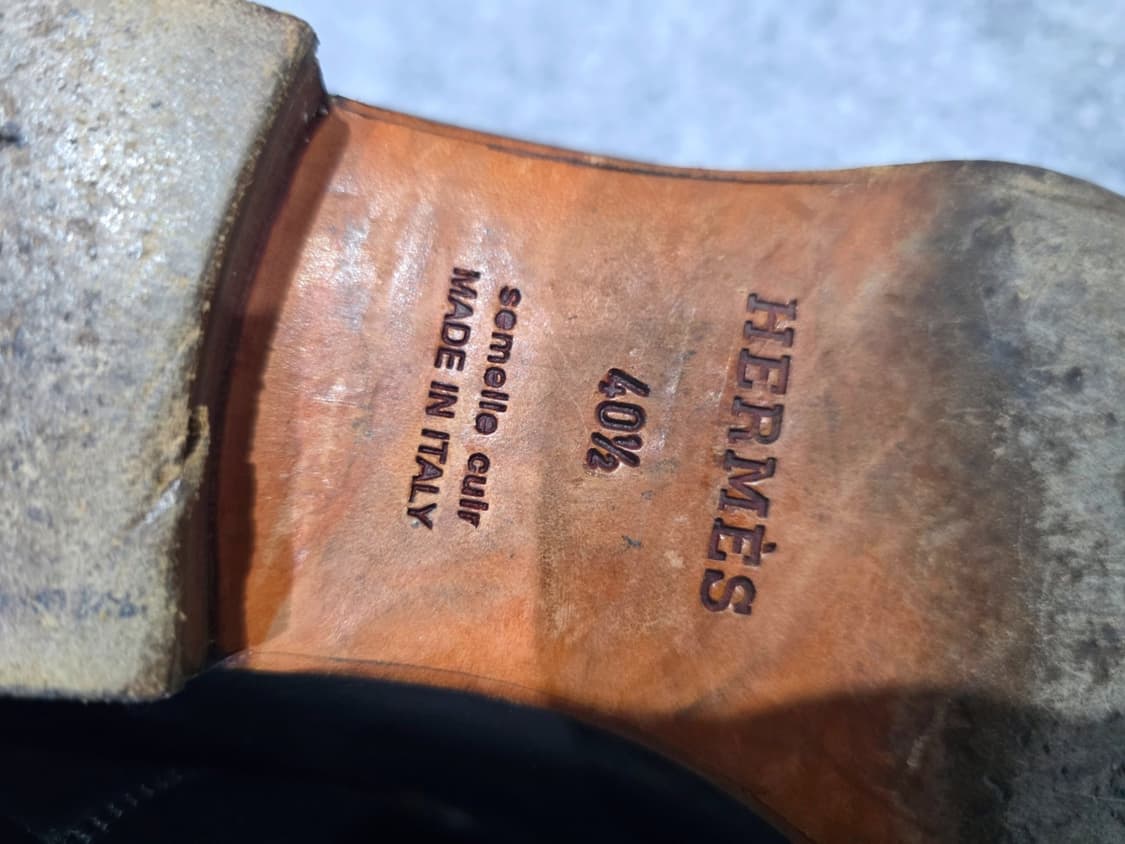 HERMÈS
40½
semelle cuir
MADE IN ITALY